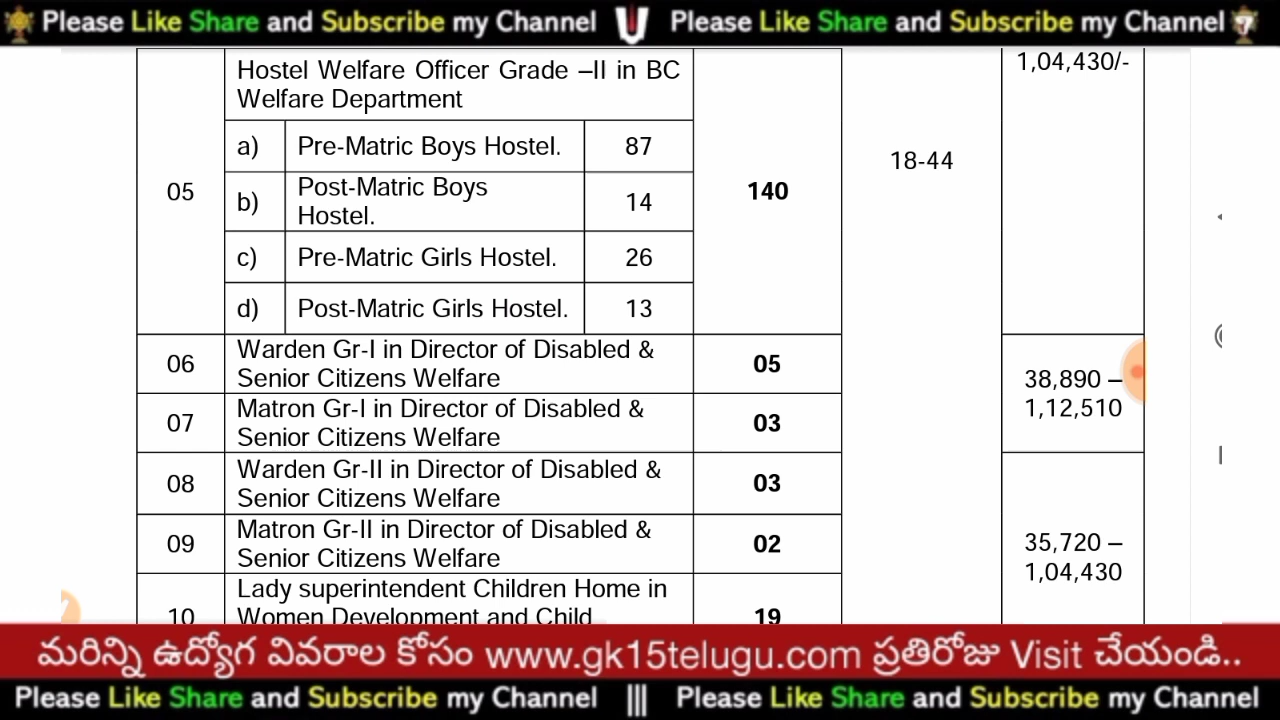 Please Like Share and Subscribe my Channel Please Like Share and Subscribe my Channel
Hostel Welfare Officer Grade –II in BC
Welfare Department
1,04,430/-
05
a) Pre-Matric Boys Hostel. 87
b) Post-Matric Boys
Hostel.
14
c) Pre-Matric Girls Hostel. 26
d) Post-Matric Girls Hostel. 13
140
18-44
06 Warden Gr-I in Director of Disabled &
Senior Citizens Welfare
05
38,890 –
1,12,510
07 Matron Gr-I in Director of Disabled &
Senior Citizens Welfare
03
08 Warden Gr-II in Director of Disabled &
Senior Citizens Welfare
03
09 Matron Gr-II in Director of Disabled &
Senior Citizens Welfare
02
35,720 –
1,04,430
10 Lady superintendent Children Home in
Women Development and Child
19
మరిన్ని ఉద్యోగ వివరాల కోసం www.gk15telugu.com ప్రతిరోజు Visit చేయండి..
Please Like Share and Subscribe my Channel ||| Please Like Share and Subscribe my Channel